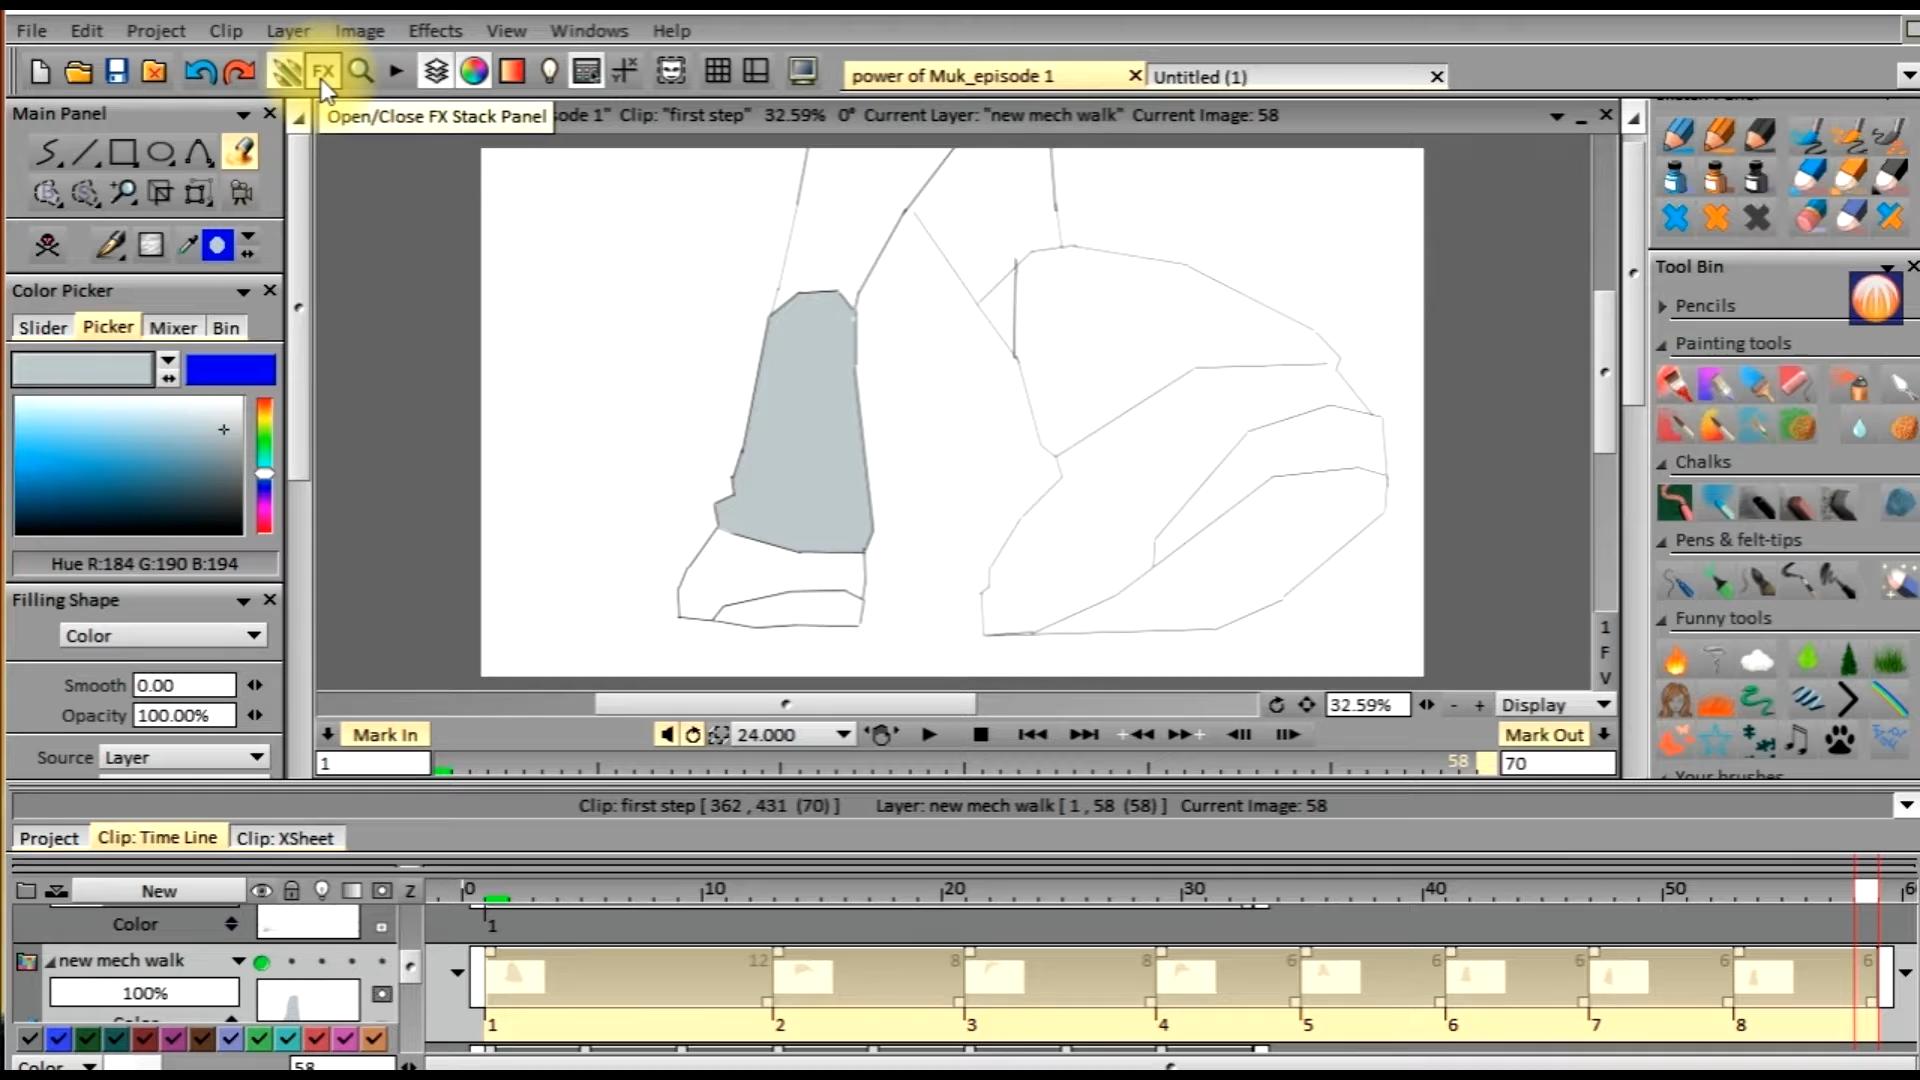 File Edit Project Clip Layer Image Effects View Windows Help
FX power of Muk_episode 1 Untitled (1)
Main Panel
Open/Close FX Stack Panel
ode 1" Clip: "first step" 32.59% 0° Current Layer: "new mech walk" Current Image: 58
Tool Bin
Color Picker
Pencils
Slider Picker Mixer Bin
Painting tools
Chalks
Pens & felt-tips
Hue R:184 G:190 B:194
Filling Shape
Funny tools
Color
1
F
V
Smooth 0.00
Opacity 100.00%
32.59% - + Display
Mark In 24.000 Mark Out
Source Layer
1 58 70
Your brushes
Clip: first step [ 362 , 431 (70) ] Layer: new mech walk [ 1 , 58 (58) ] Current Image: 58
Project Clip: Time Line Clip: XSheet
New Z 0 10 20 30 40 50 60
Color 1
new mech walk 12 8 8 6 6 6 6 6
100%
1 2 3 4 5 6 7 8
Color 58